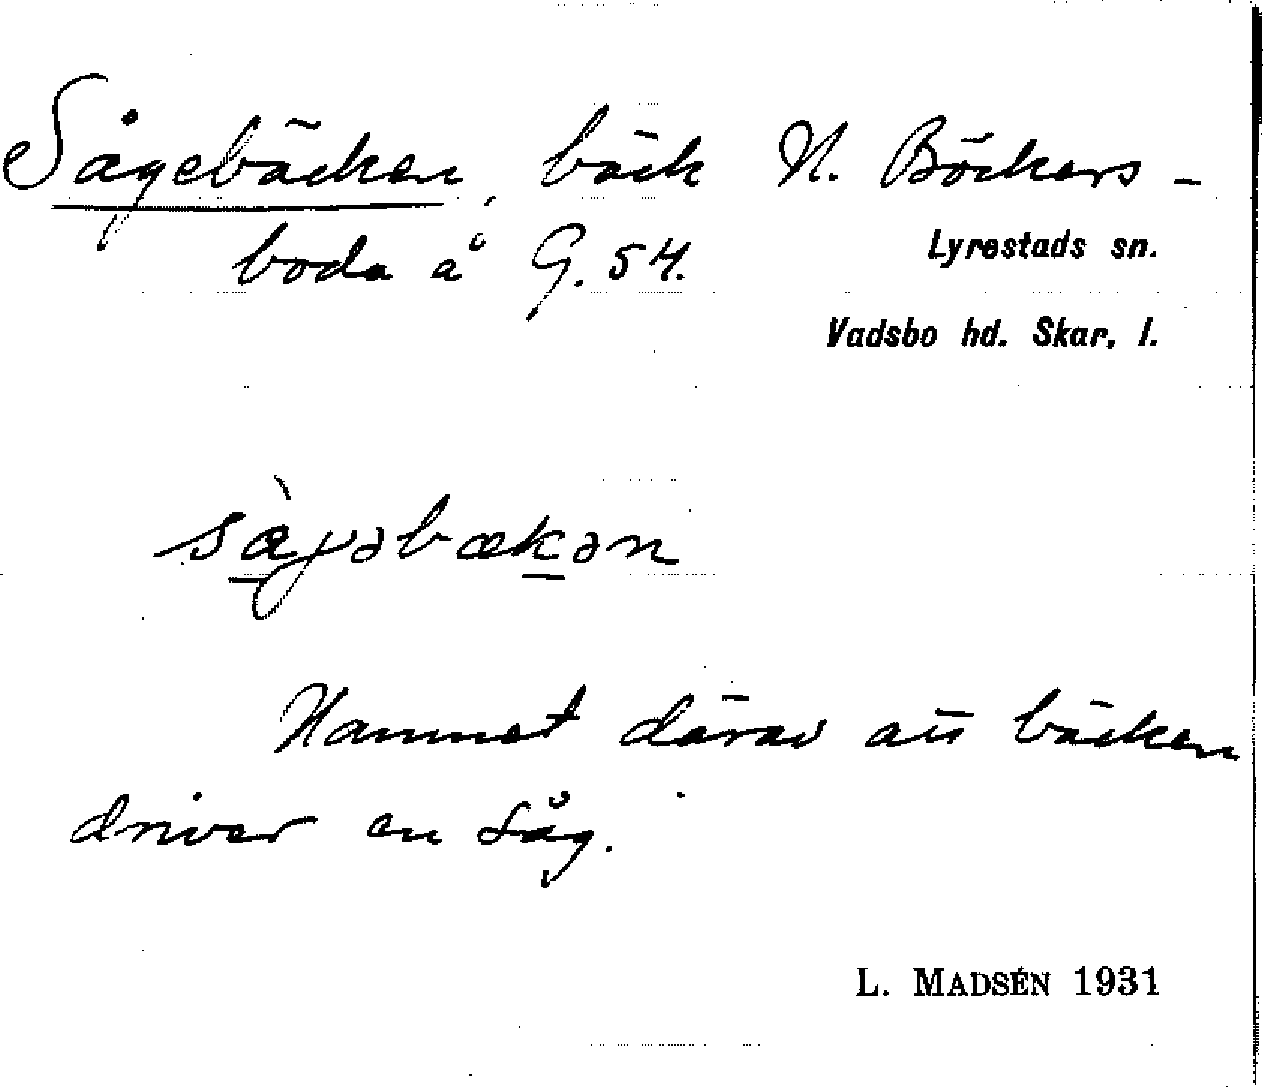 Sågebäcken, bäck N. Böckers-
boda å G. 54.
Lyrestads sn.
Vadsbo hd. Skar. l.
sàgəbækən
Namnet därav att bäcken
driver en såg.
L. MADSÉN 1931